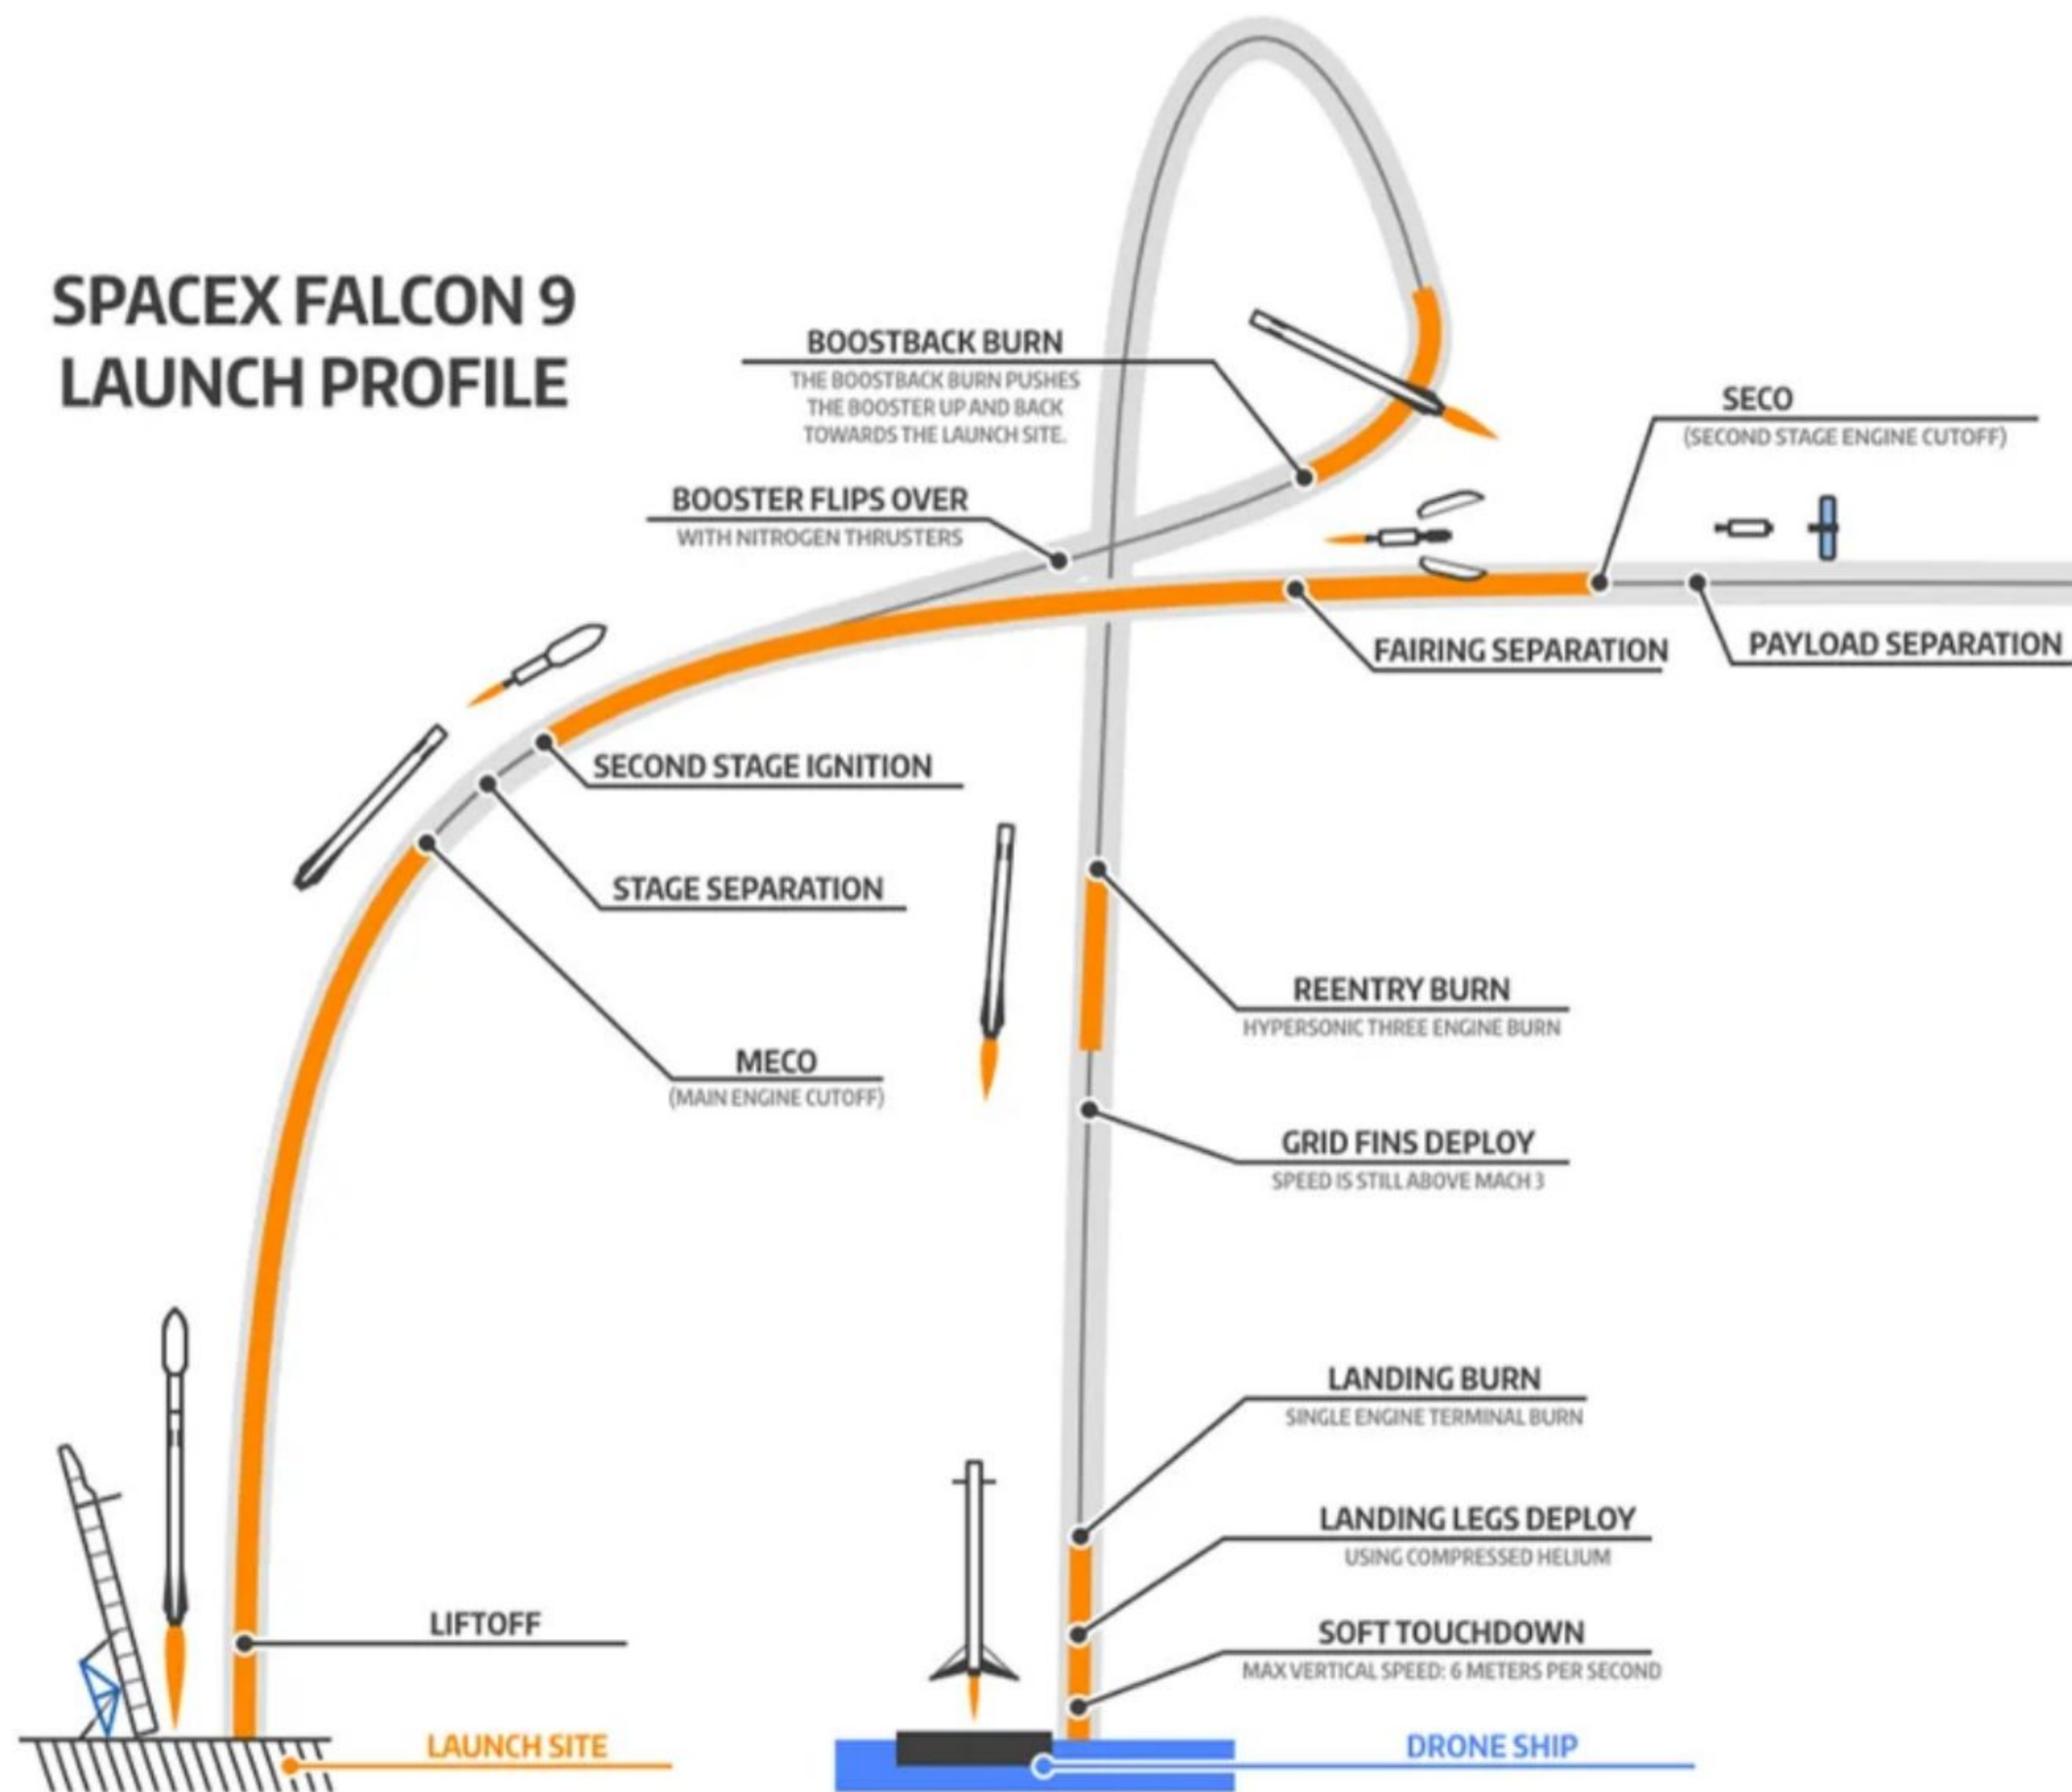 SPACEX FALCON 9
LAUNCH PROFILE
BOOSTBACK BURN
THE BOOSTBACK BURN PUSHES
THE BOOSTER UP AND BACK
TOWARDS THE LAUNCH SITE.
SECO
(SECOND STAGE ENGINE CUTOFF)
BOOSTER FLIPS OVER
WITH NITROGEN THRUSTERS
FAIRING SEPARATION
PAYLOAD SEPARATION
SECOND STAGE IGNITION
STAGE SEPARATION
MECO
(MAIN ENGINE CUTOFF)
REENTRY BURN
HYPERSONIC THREE ENGINE BURN
GRID FINS DEPLOY
SPEED IS STILL ABOVE MACH 3
LANDING BURN
SINGLE ENGINE TERMINAL BURN
LANDING LEGS DEPLOY
USING COMPRESSED HELIUM
LIFTOFF
SOFT TOUCHDOWN
MAX VERTICAL SPEED: 6 METERS PER SECOND
LAUNCH SITE
DRONE SHIP